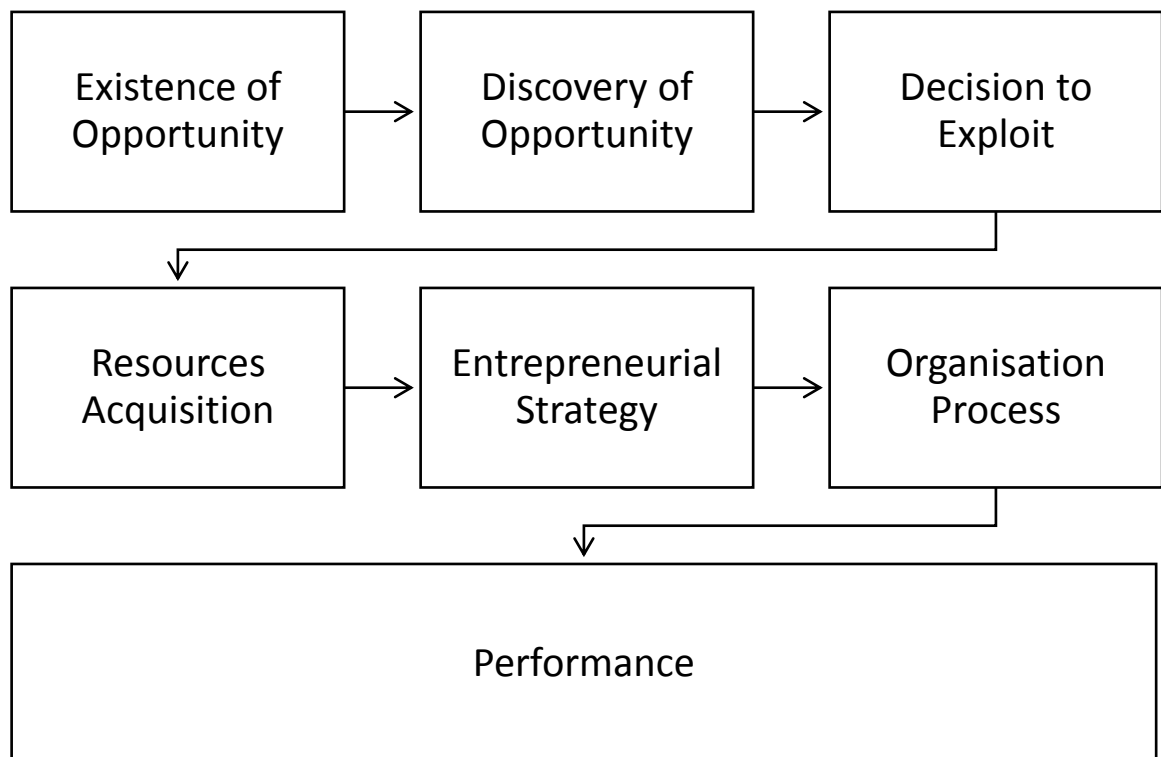 Existence of
Opportunity
Discovery of
Opportunity
Decision to
Exploit
Resources
Acquisition
Entrepreneurial
Strategy
Organisation
Process
Performance